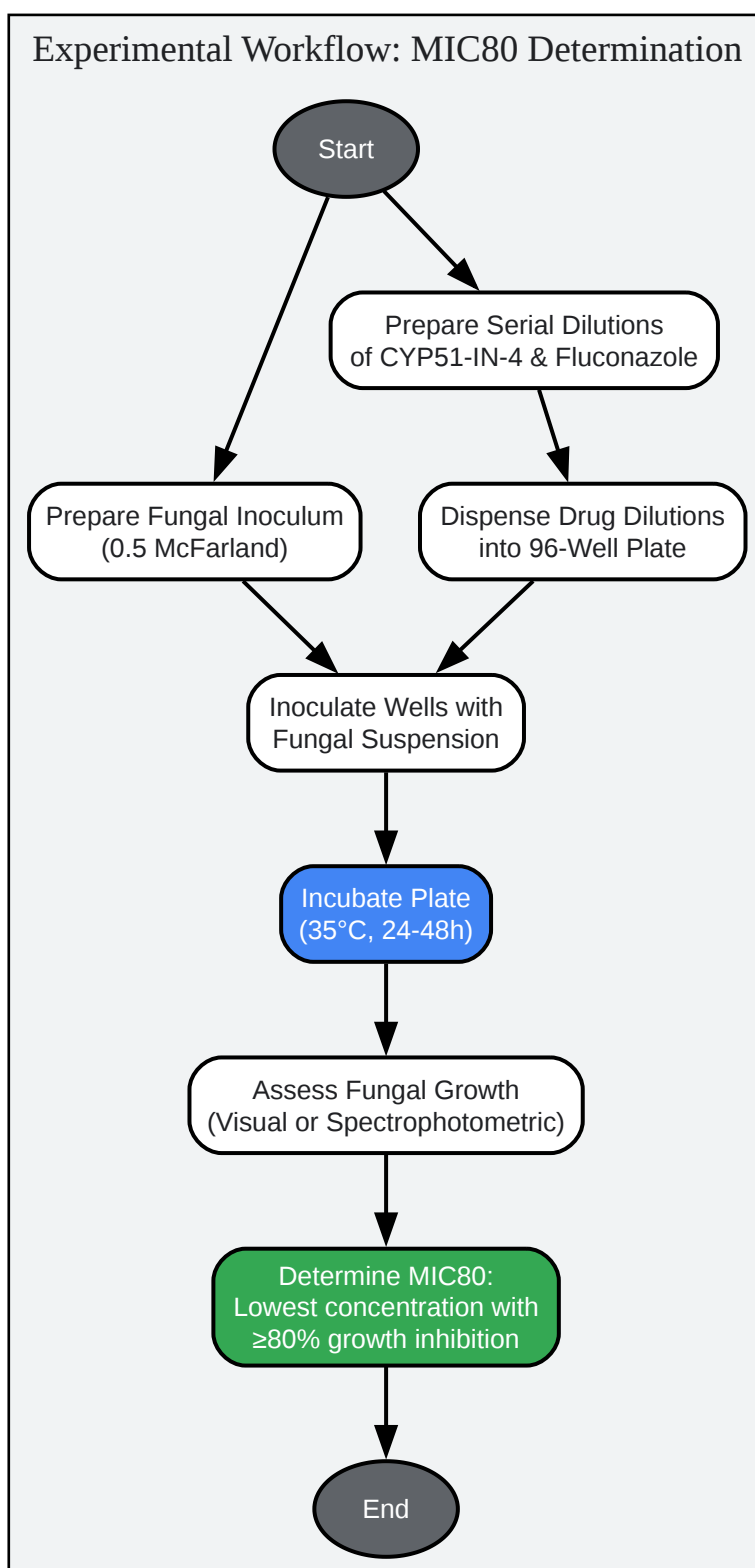 Experimental Workflow: MIC80 Determination
Start
Prepare Serial Dilutions
of CYP51-IN-4 & Fluconazole
Prepare Fungal Inoculum
(0.5 McFarland)
Dispense Drug Dilutions
into 96-Well Plate
Inoculate Wells with
Fungal Suspension
Incubate Plate
(35°C, 24-48h)
Assess Fungal Growth
(Visual or Spectrophotometric)
Determine MIC80:
Lowest concentration with
≥80% growth inhibition
End